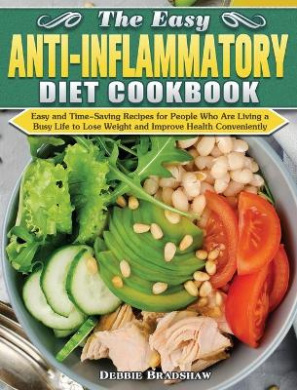 The Easy
ANTI-INFLAMMATORY
DIET COOKBOOK
Easy and Time-Saving Recipes for People Who Are Living a
Busy Life to Lose Weight and Improve Health Conveniently
Debbie Bradshaw